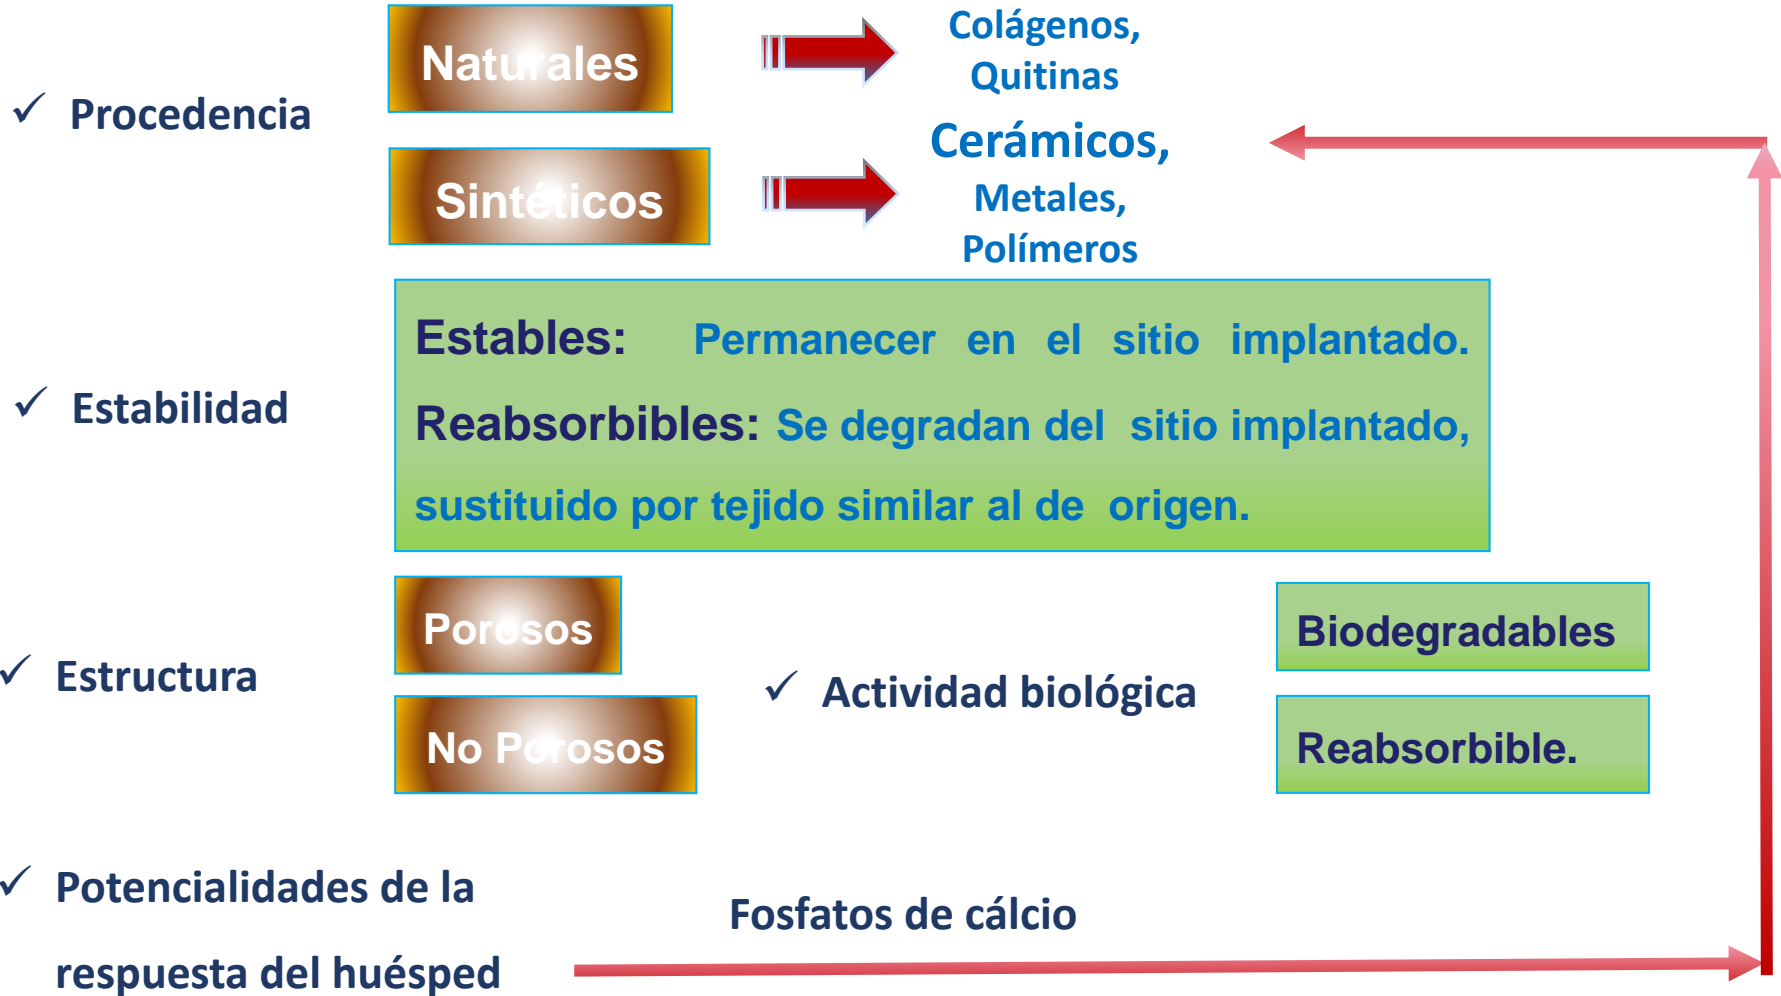 Naturales
Colágenos,
Quitinas
✓ Procedencia
Cerámicos,
Sintéticos
Metales,
Polímeros
✓ Estabilidad
Estables: Permanecer en el sitio implantado.
Reabsorbibles: Se degradan del sitio implantado,
sustituido por tejido similar al de origen.
✓ Estructura
Porosos
No Porosos
✓ Actividad biológica
Biodegradables
Reabsorbible.
✓ Potencialidades de la
respuesta del huésped
Fosfatos de cálcio